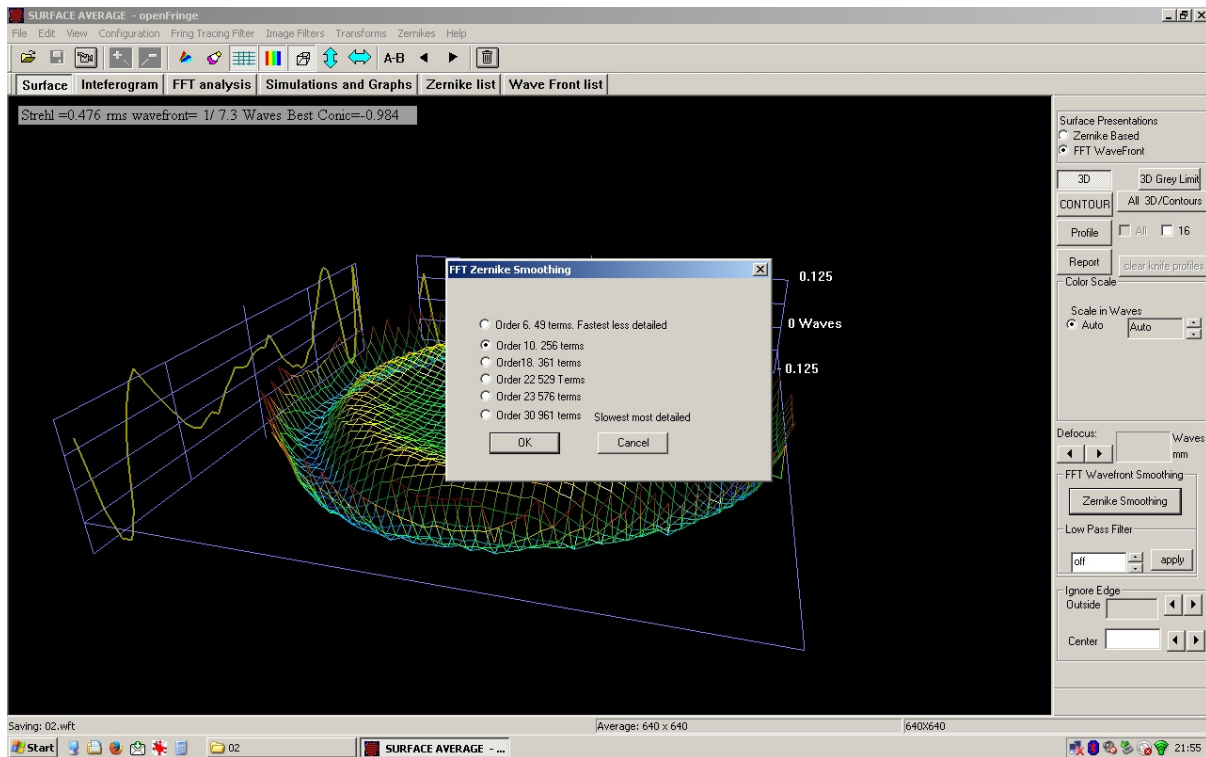 SURFACE AVERAGE - openFringe
File Edit View Configuration Fring Tracing Filter Image Filters Transforms Zernikes Help
A-B
Surface Inteferogram FFT analysis Simulations and Graphs Zernike list Wave Front list
Strehl =0.476 rms wavefront= 1/ 7.3 Waves Best Conic=-0.984
0.125
0 Waves
0.125
FFT Zernike Smoothing
Order 6. 49 terms. Fastest less detailed
Order 10. 256 terms
Order18. 361 terms
Order 22 529 Terms
Order 23 576 terms
Order 30 961 terms Slowest most detailed
OK Cancel
Surface Presentations
Zernike Based
FFT WaveFront
3D 3D Grey Limit
CONTOUR All 3D/Contours
Profile All 16
Report clear knife profiles
Color Scale
Scale in Waves
Auto Auto
Defocus: Waves
mm
FFT Wavefront Smoothing
Zernike Smoothing
Low Pass Filter
off apply
Ignore Edge
Outside
Center
Saving: 02.wft Average: 640 x 640 640X640
Start 02 SURFACE AVERAGE - ... 21:55